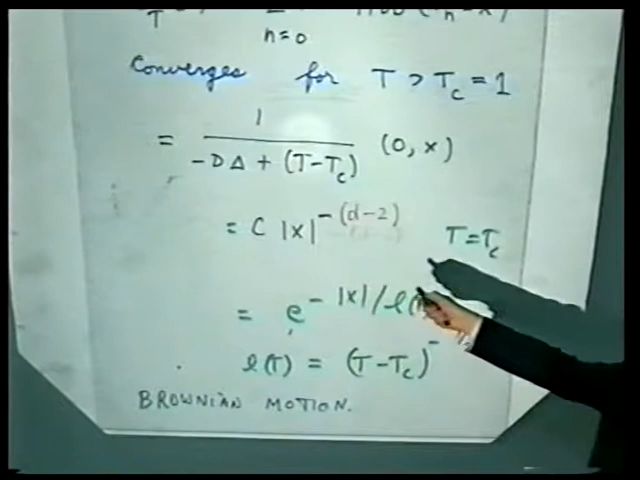 n=0
Converges for T > T_c = 1
= 1 / (-DΔ + (T-T_c)) (0, x)
= C |x|^-(d-2) T=T_c
= e^-|x|/ℓ(
ℓ(T) = (T-T_c)^-
BROWNIAN MOTION.